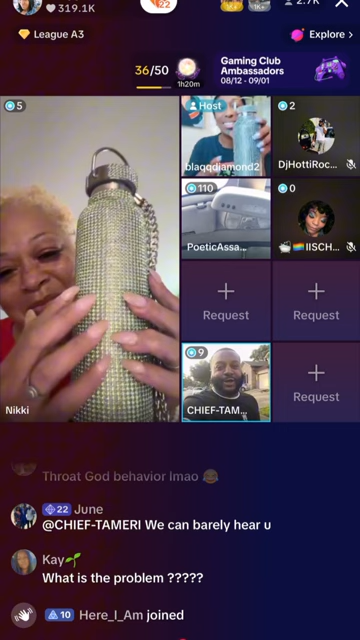 319.1K
22
2.7K
League A3
Explore >
36/50
1h20m
Gaming Club
Ambassadors
08/12 - 09/01
5
Host
blaqqdiamond2
2
DjHottiRoc...
110
PoeticAssa...
0
IISCH...
+
Request
+
Request
9
CHIEF-TAM...
+
Request
Nikki
Throat God behavior lmao 😂
22 June
@CHIEF-TAMERI We can barely hear u
Kay🌱
What is the problem ?????
10 Here_I_Am joined